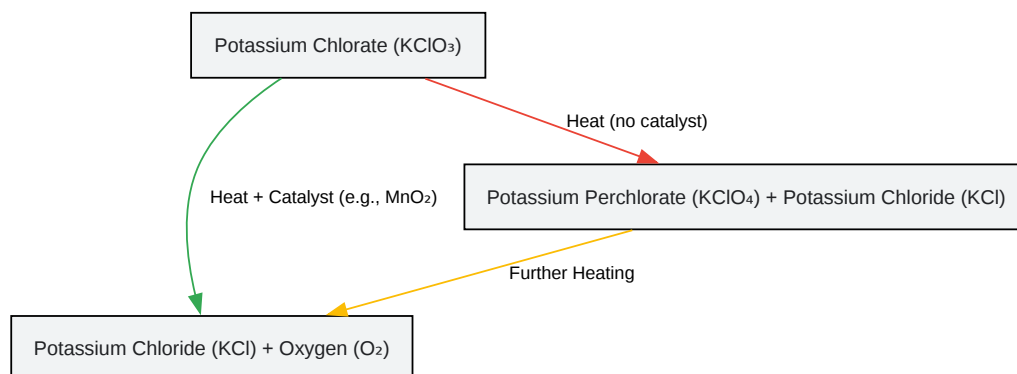 Potassium Chlorate (KClO₃)
Heat (no catalyst)
Heat + Catalyst (e.g., MnO₂)
Potassium Perchlorate (KClO₄) + Potassium Chloride (KCl)
Further Heating
Potassium Chloride (KCl) + Oxygen (O₂)